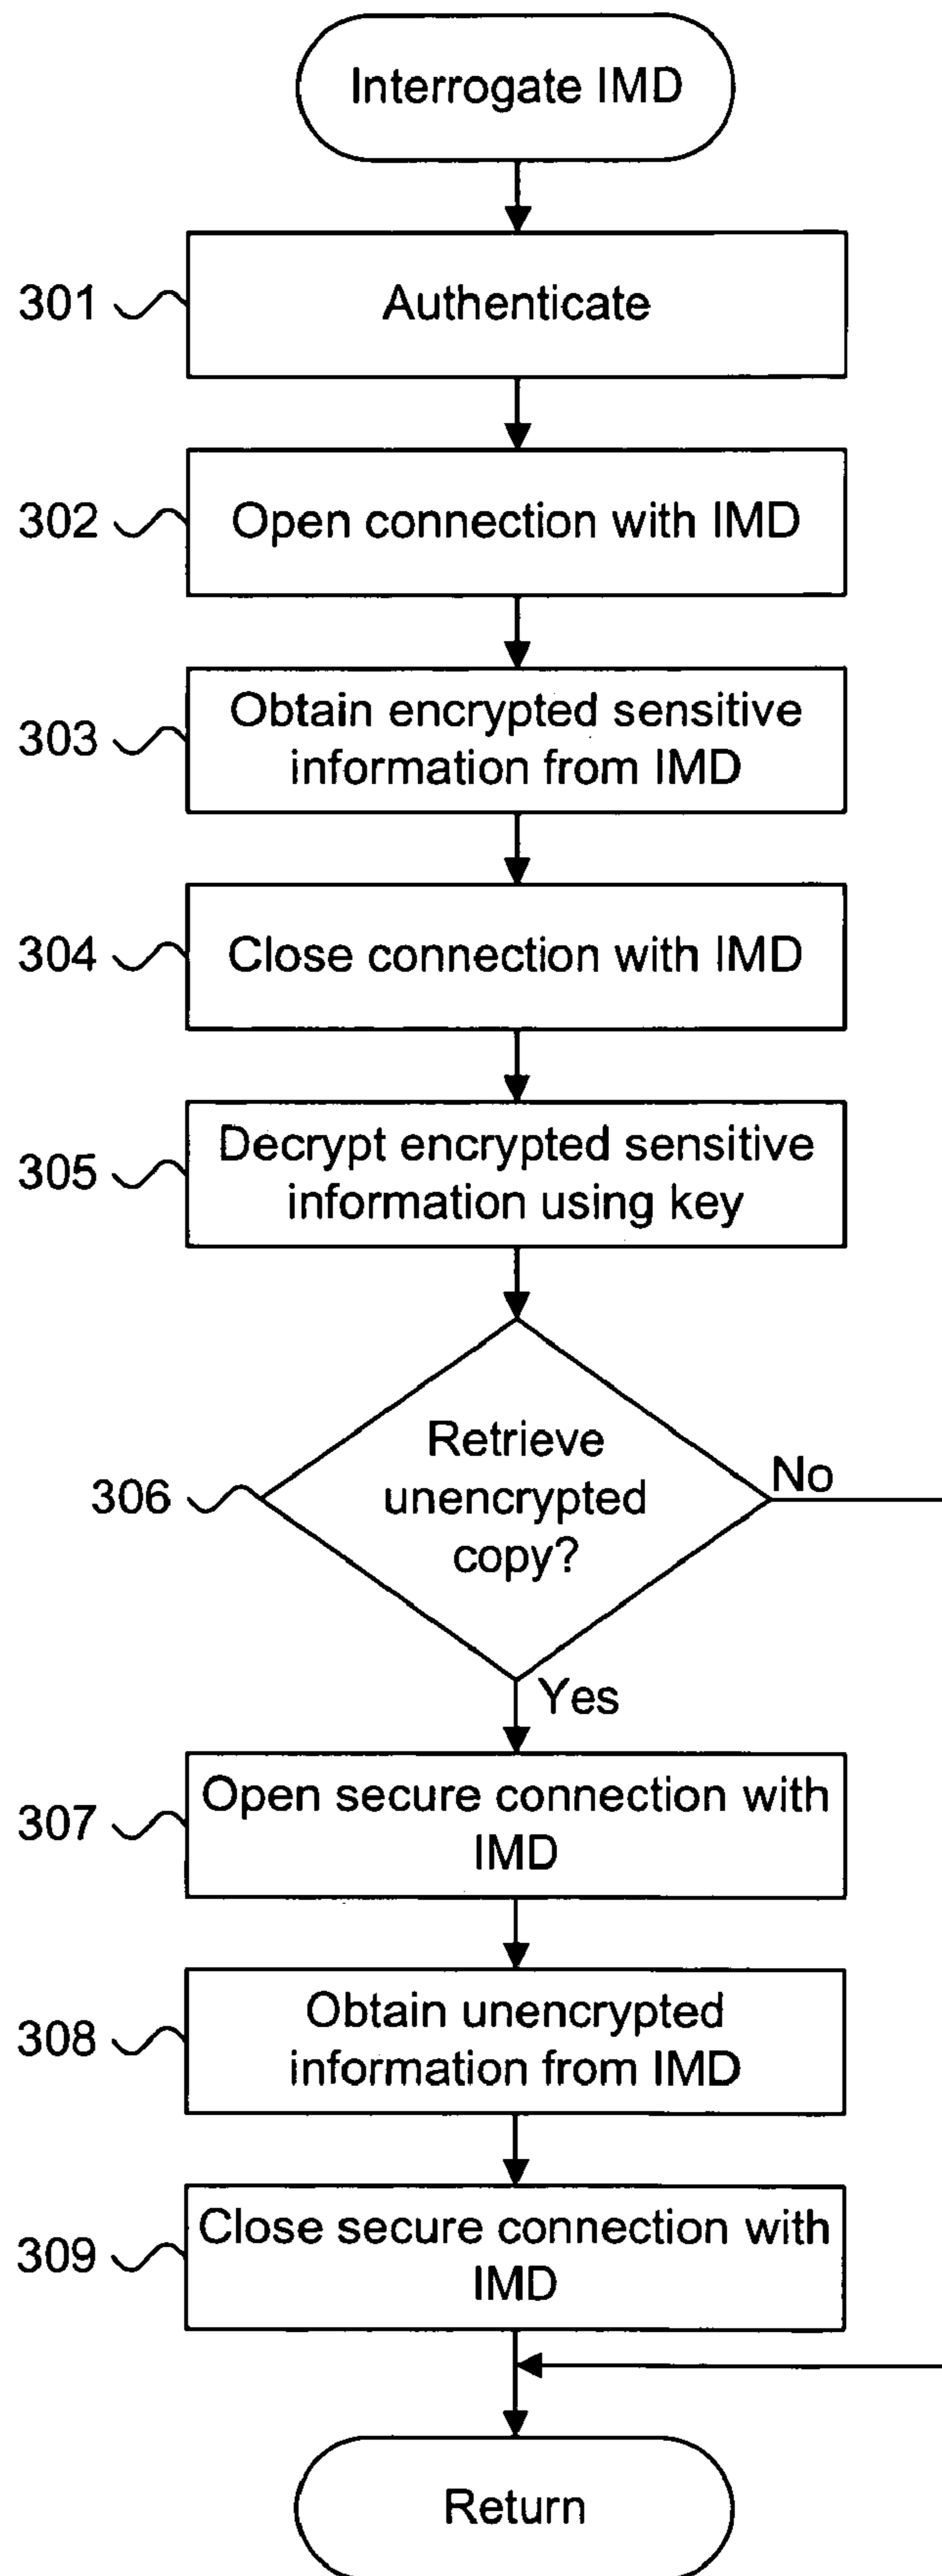 Interrogate IMD
301
Authenticate
302
Open connection with IMD
303
Obtain encrypted sensitive
information from IMD
304
Close connection with IMD
305
Decrypt encrypted sensitive
information using key
306
Retrieve
unencrypted
copy?
No
Yes
307
Open secure connection with
IMD
308
Obtain unencrypted
information from IMD
309
Close secure connection with
IMD
Return